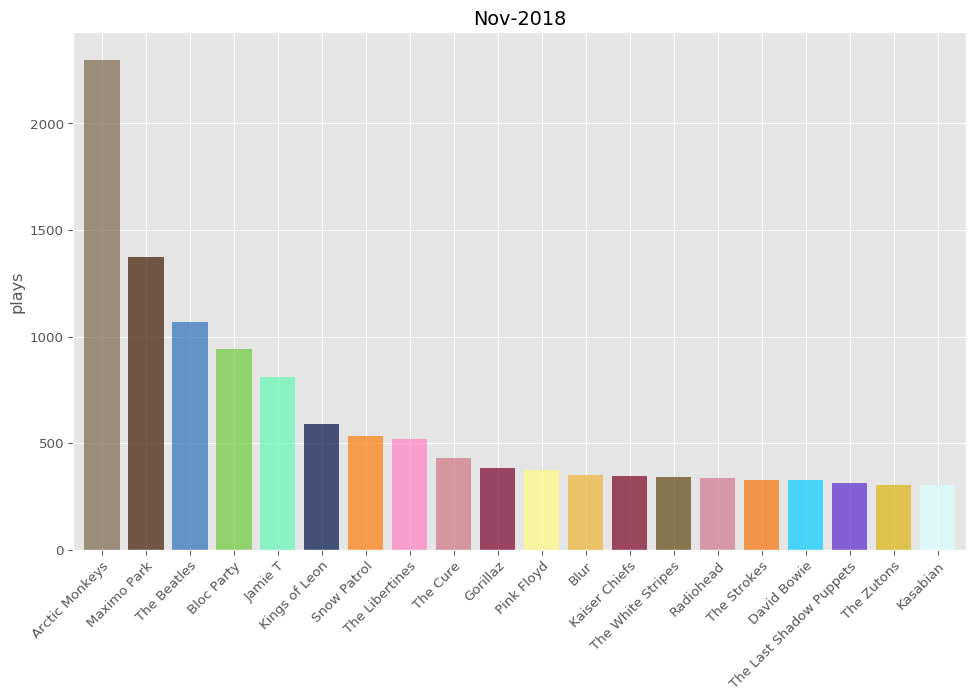 Nov-2018
plays
2000
1500
1000
500
0
Arctic Monkeys
Maximo Park
The Beatles
Bloc Party
Jamie T
Kings of Leon
Snow Patrol
The Libertines
The Cure
Gorillaz
Pink Floyd
Blur
Kaiser Chiefs
The White Stripes
Radiohead
The Strokes
David Bowie
The Last Shadow Puppets
The Zutons
Kasabian